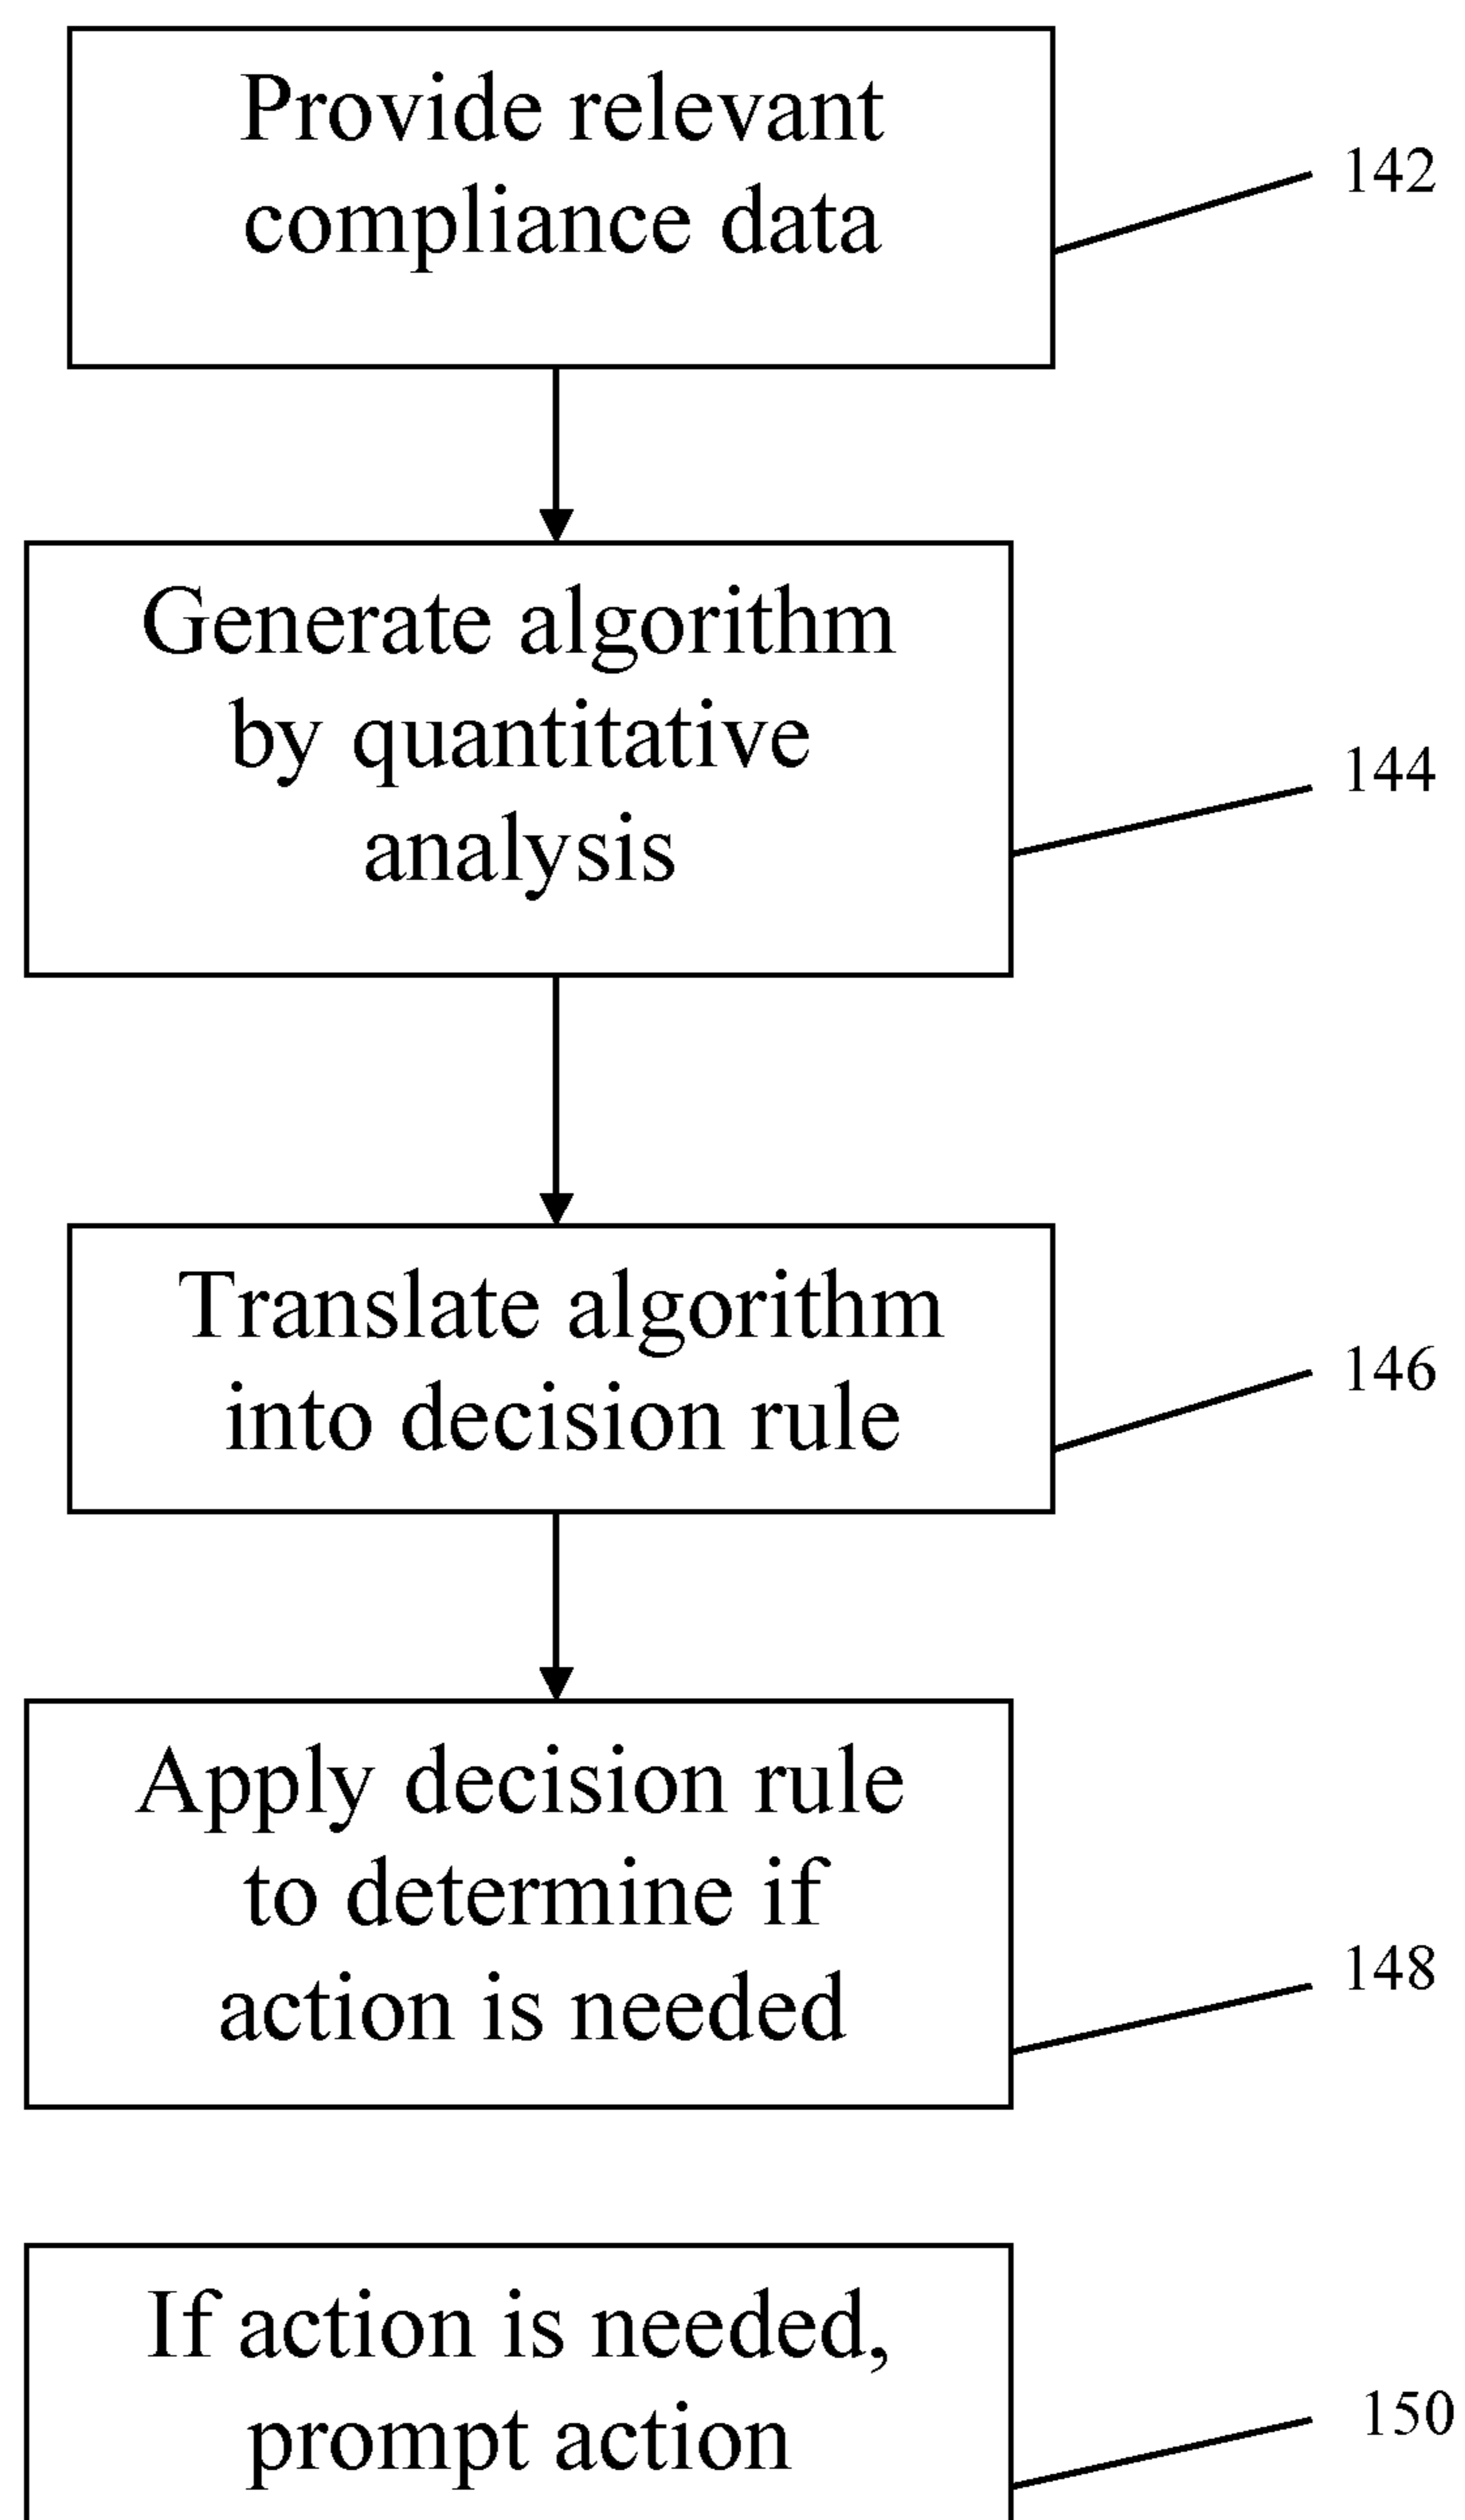 Provide relevant
compliance data
142
Generate algorithm
by quantitative
analysis
144
Translate algorithm
into decision rule
146
Apply decision rule
to determine if
action is needed
148
If action is needed,
prompt action
150